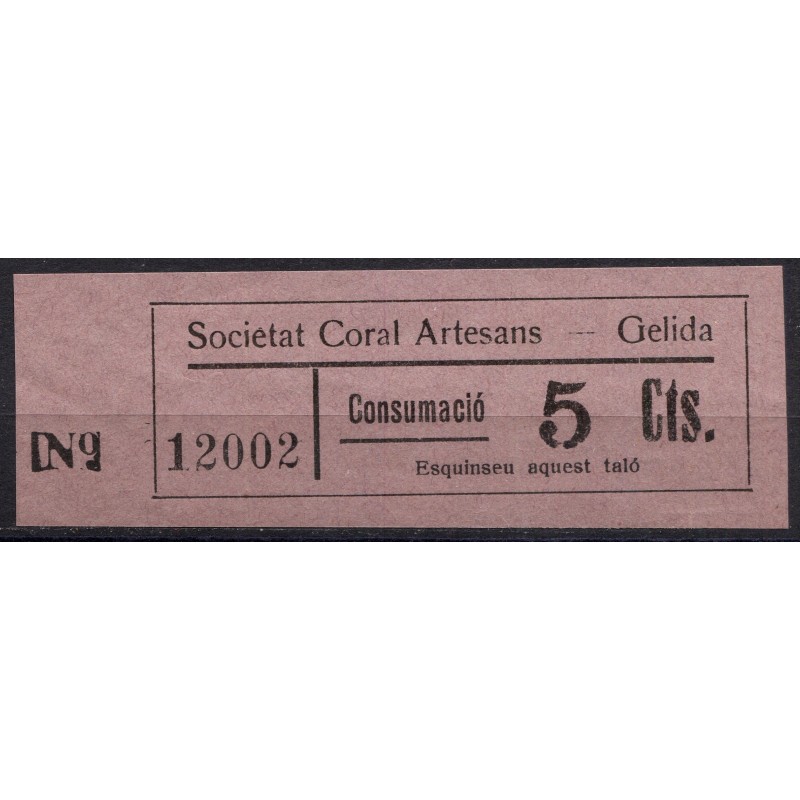 Societat Coral Artesans — Gelida
Nº 12002
Consumació 5 Cts.
Esquinseu aquest taló